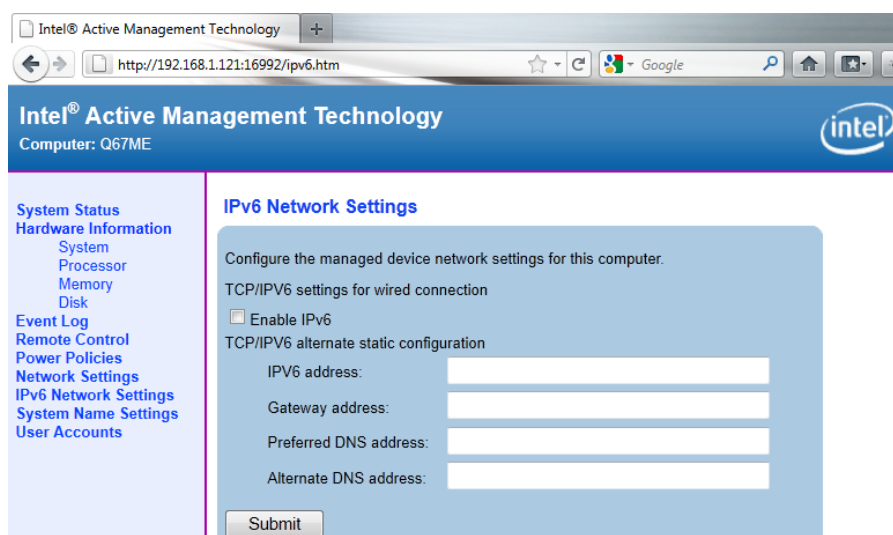 Intel® Active Management Technology
http://192.168.1.121:16992/ipv6.htm
Google
Intel® Active Management Technology
Computer: Q67ME
intel
System Status
Hardware Information
System
Processor
Memory
Disk
Event Log
Remote Control
Power Policies
Network Settings
IPv6 Network Settings
System Name Settings
User Accounts
IPv6 Network Settings
Configure the managed device network settings for this computer.
TCP/IPV6 settings for wired connection
Enable IPv6
TCP/IPV6 alternate static configuration
IPV6 address:
Gateway address:
Preferred DNS address:
Alternate DNS address:
Submit